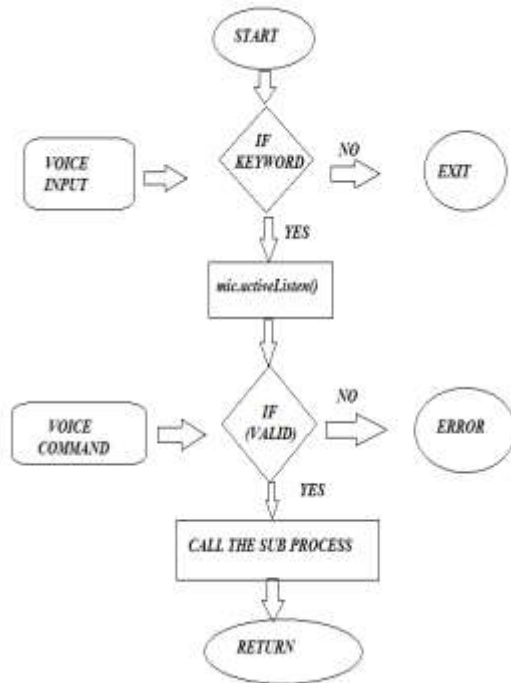 START
IF
KEYWORD
NO
VOICE
INPUT
EXIT
YES
mic.activeListen()
IF
(VALID)
NO
VOICE
COMMAND
ERROR
YES
CALL THE SUB PROCESS
RETURN